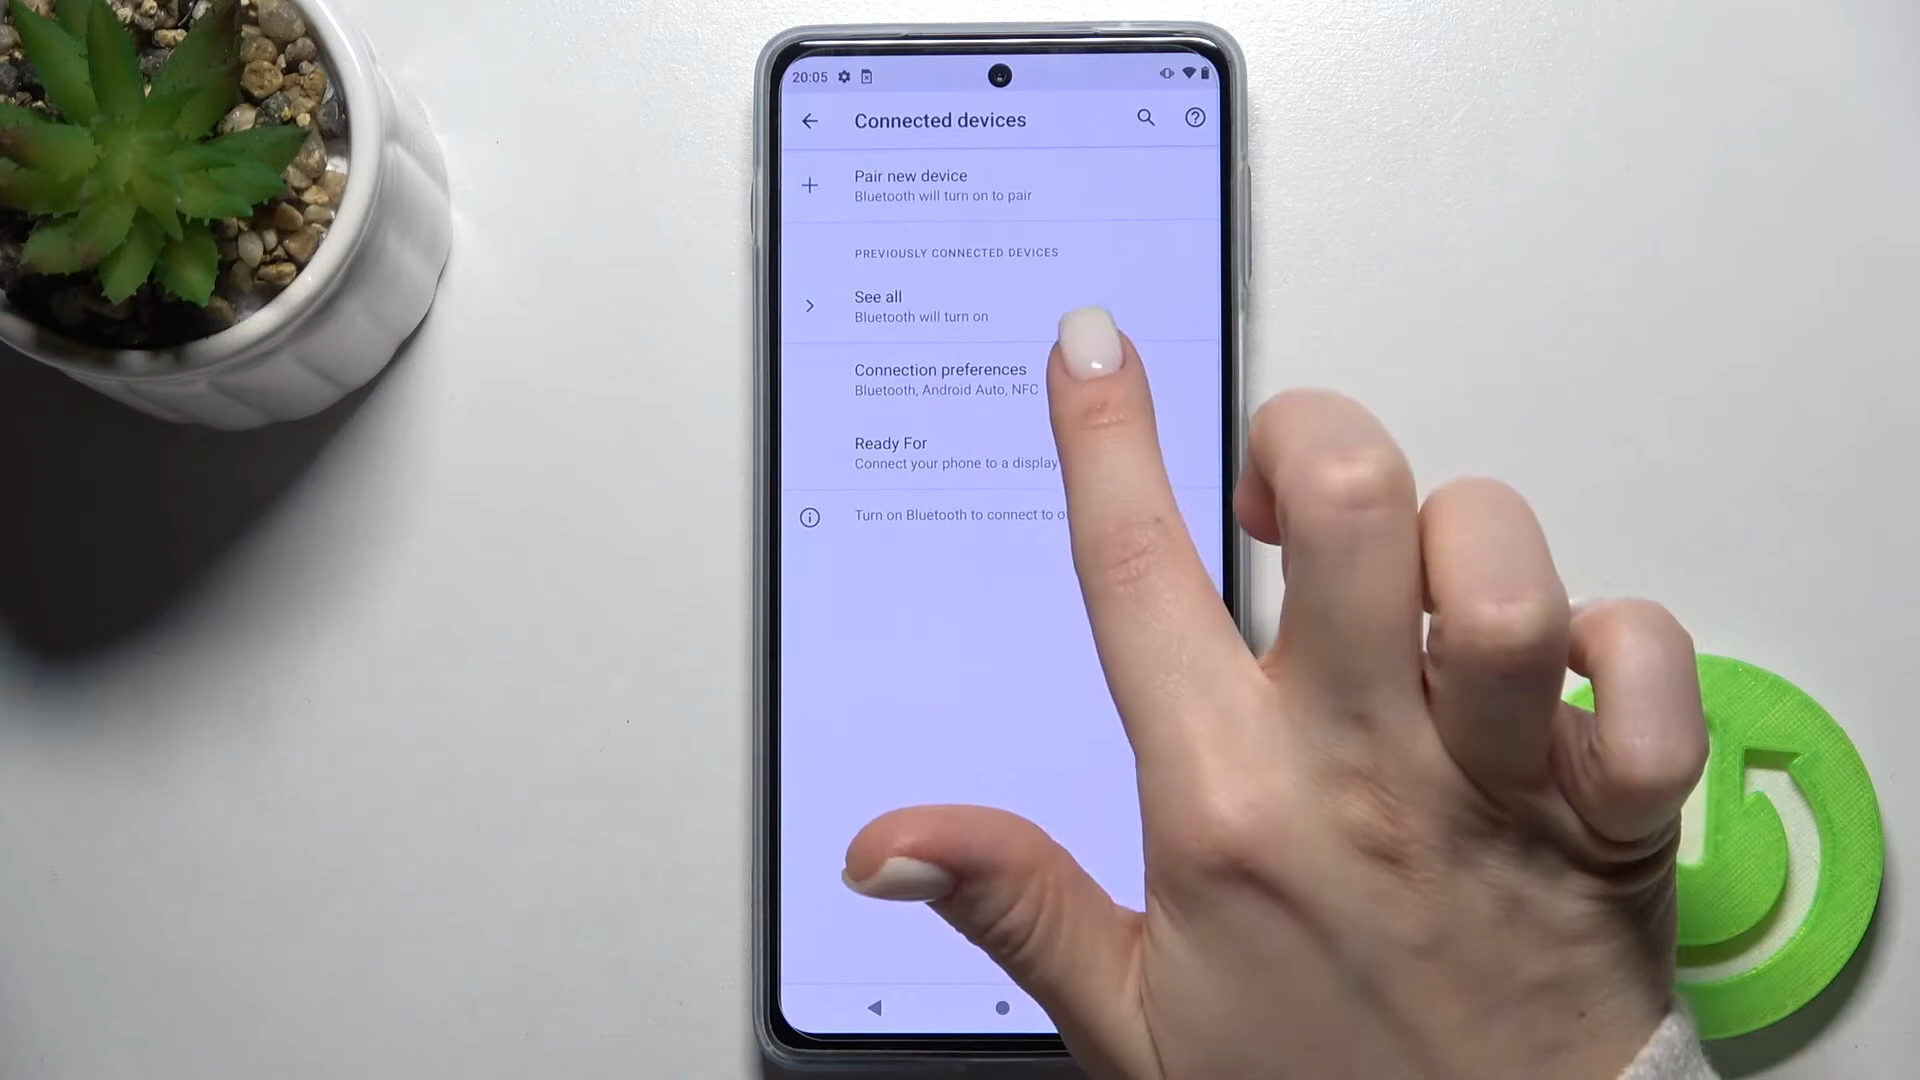 20:05
Connected devices
Pair new device
Bluetooth will turn on to pair
PREVIOUSLY CONNECTED DEVICES
See all
Bluetooth will turn on
Connection preferences
Bluetooth, Android Auto, NFC
Ready For
Connect your phone to a display
Turn on Bluetooth to connect to